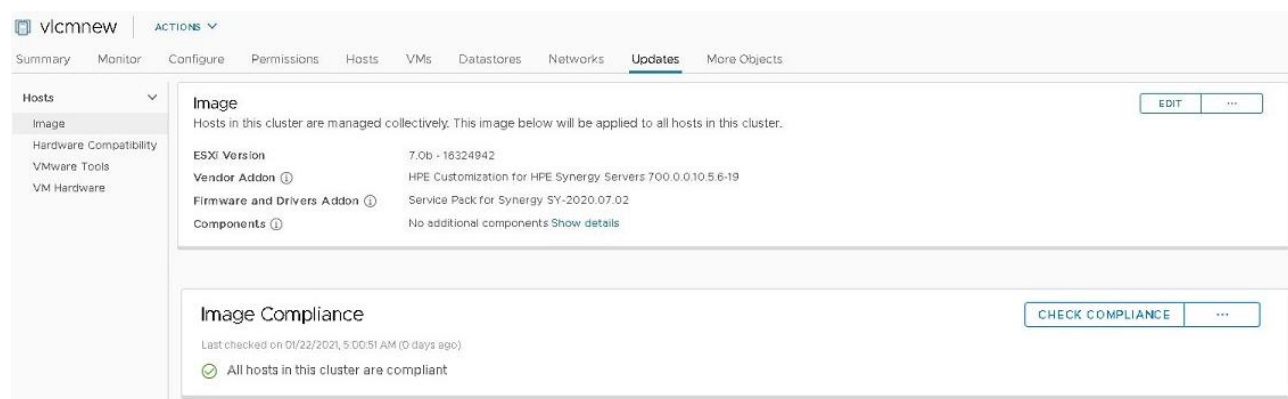 vlcmnew ACTIONS
Summary Monitor Configure Permissions Hosts VMs Datastores Networks Updates More Objects
Hosts
Image
Hardware Compatibility
VMware Tools
VM Hardware
Image
EDIT ...
Hosts in this cluster are managed collectively. This image below will be applied to all hosts in this cluster.
ESXi Version 7.0b - 16324942
Vendor Addon HPE Customization for HPE Synergy Servers 700.0.0.10.5.6-19
Firmware and Drivers Addon Service Pack for Synergy SY-2020.07.02
Components No additional components Show details
Image Compliance
CHECK COMPLIANCE ...
Last checked on 01/22/2021, 5:00:51 AM (0 days ago)
All hosts in this cluster are compliant